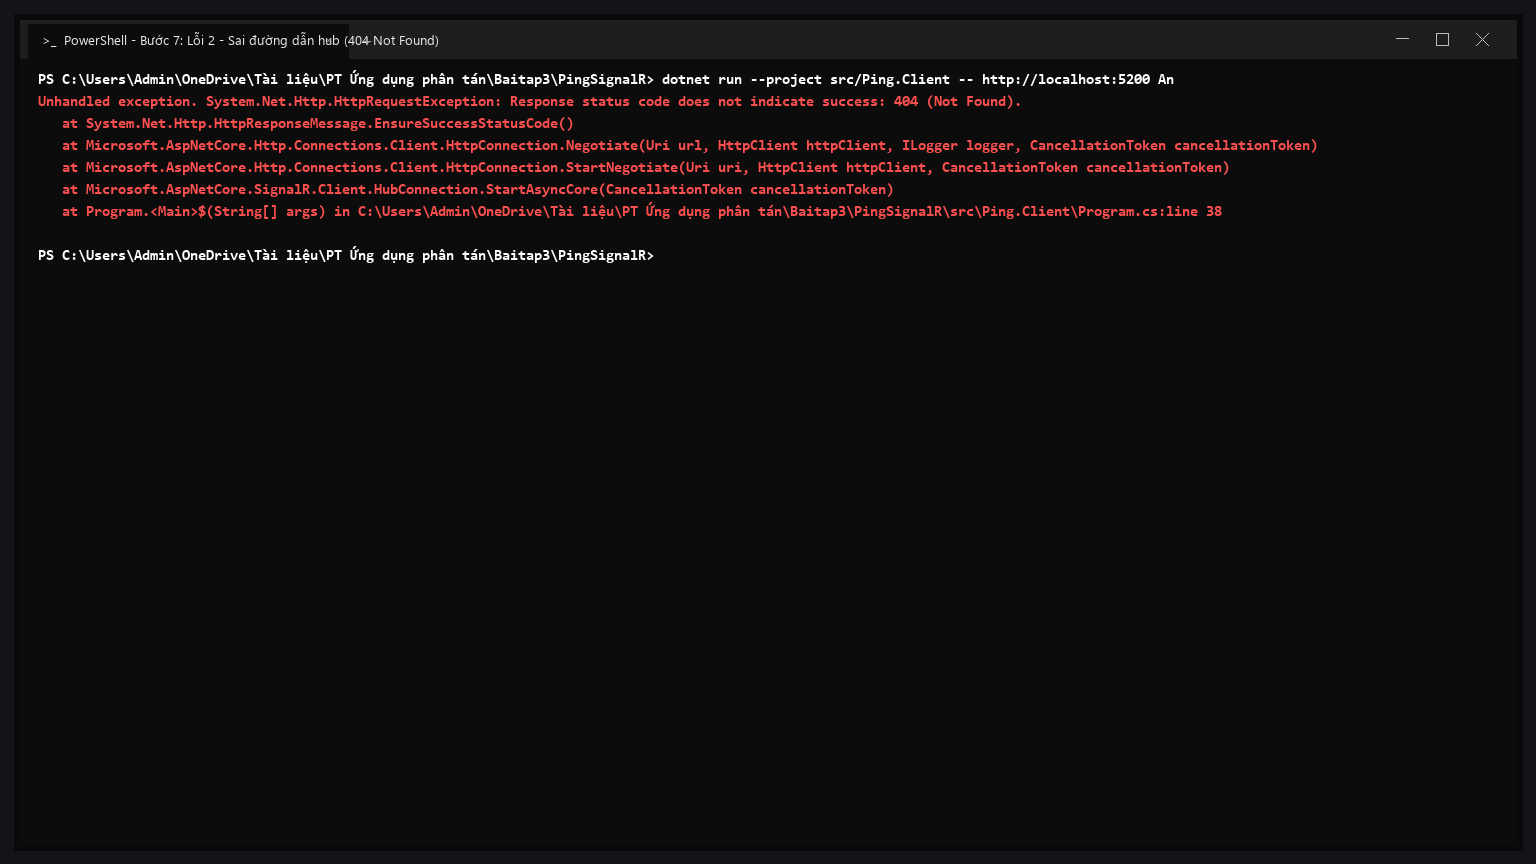 >_ PowerShell - Bước 7: Lỗi 2 - Sai đường dẫn hub (404 Not Found)
PS C:\Users\Admin\OneDrive\Tài liệu\PT Ứng dụng phân tán\Baitap3\PingSignalR> dotnet run --project src/Ping.Client -- http://localhost:5200 An
Unhandled exception. System.Net.Http.HttpRequestException: Response status code does not indicate success: 404 (Not Found).
   at System.Net.Http.HttpResponseMessage.EnsureSuccessStatusCode()
   at Microsoft.AspNetCore.Http.Connections.Client.HttpConnection.Negotiate(Uri url, HttpClient httpClient, ILogger logger, CancellationToken cancellationToken)
   at Microsoft.AspNetCore.Http.Connections.Client.HttpConnection.StartNegotiate(Uri uri, HttpClient httpClient, CancellationToken cancellationToken)
   at Microsoft.AspNetCore.SignalR.Client.HubConnection.StartAsyncCore(CancellationToken cancellationToken)
   at Program.<Main>$(String[] args) in C:\Users\Admin\OneDrive\Tài liệu\PT Ứng dụng phân tán\Baitap3\PingSignalR\src\Ping.Client\Program.cs:line 38
PS C:\Users\Admin\OneDrive\Tài liệu\PT Ứng dụng phân tán\Baitap3\PingSignalR>